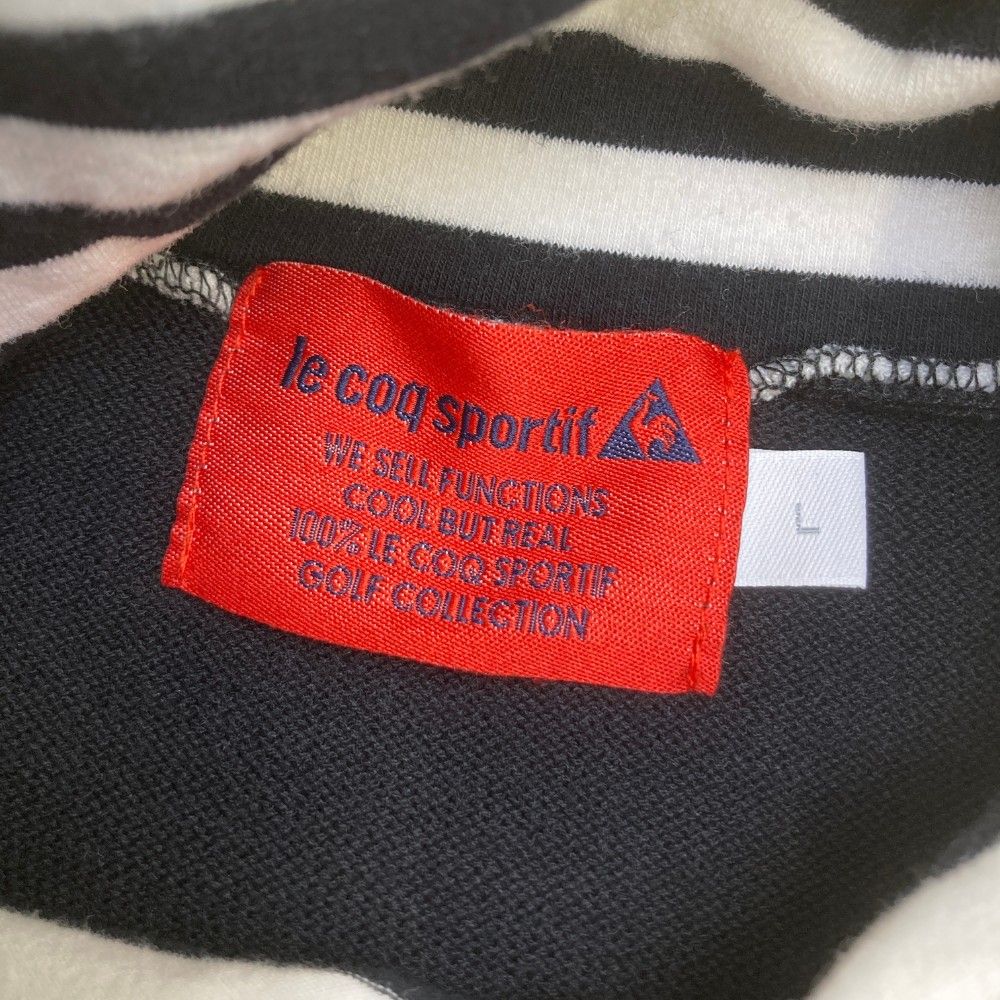 le coq sportif
WE SELL FUNCTIONS
COOL BUT REAL
100% LE COQ SPORTIF
GOLF COLLECTION
L